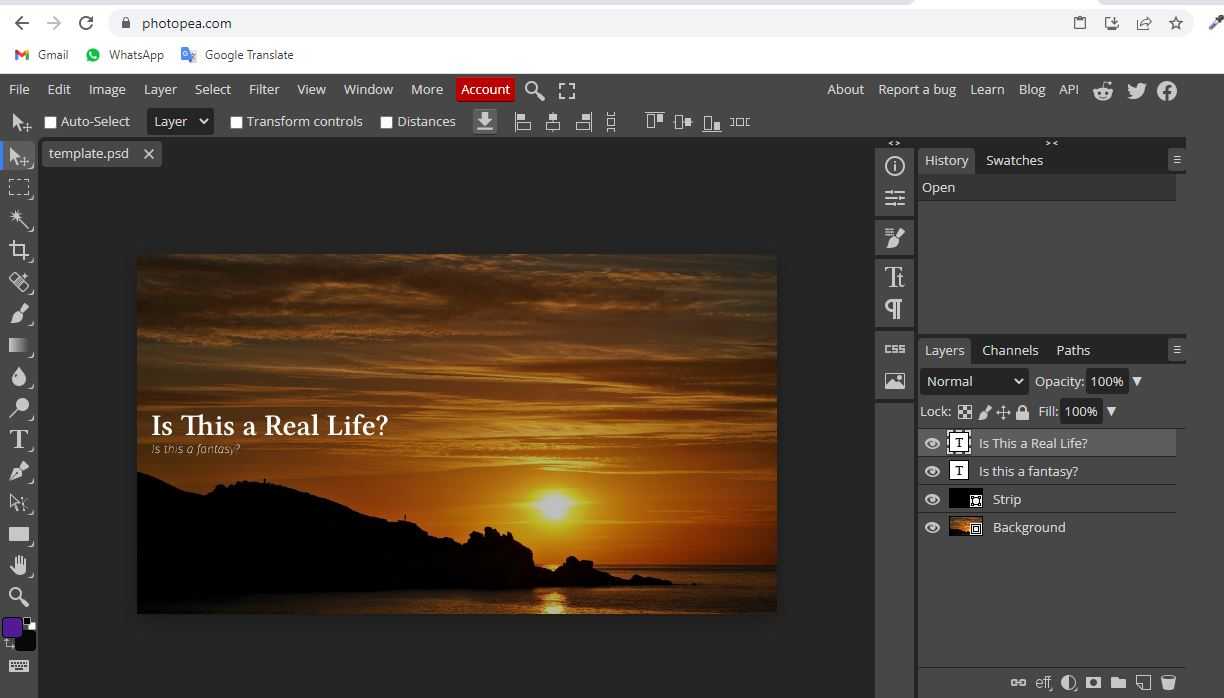 photopea.com
Gmail WhatsApp Google Translate
File Edit Image Layer Select Filter View Window More Account About Report a bug Learn Blog API
Auto-Select Layer Transform controls Distances
template.psd
History Swatches
Open
Is This a Real Life?
Is this a fantasy?
Tt
CSS
Layers Channels Paths
Normal Opacity: 100%
Lock: Fill: 100%
T Is This a Real Life?
T Is this a fantasy?
Strip
Background
T
eff